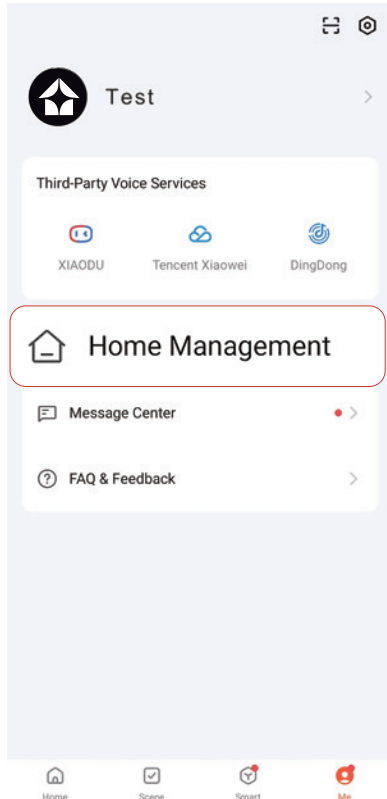 Test
Third-Party Voice Services
XIAODU Tencent Xiaowei DingDong
Home Management
Message Center
FAQ & Feedback
Home Scene Smart Me